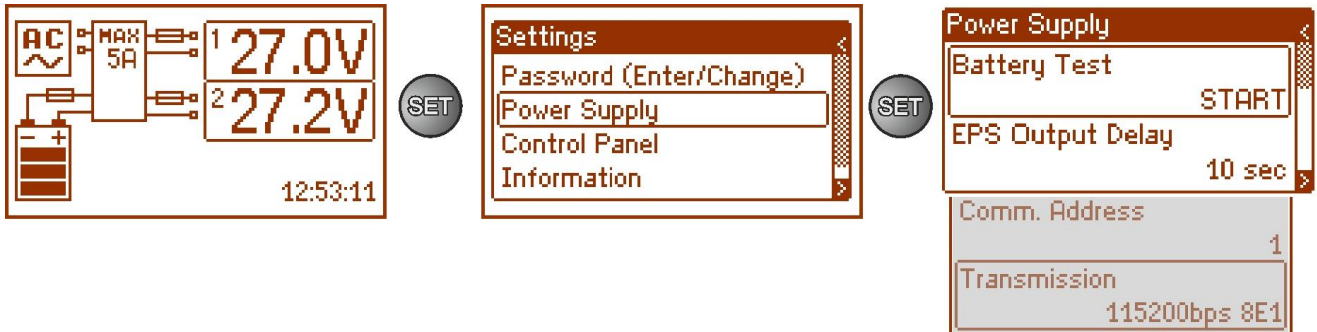 AC
MAX
5A
1 27.0V
2 27.2V
- +
12:53:11
SET
Settings
Password (Enter/Change)
Power Supply
Control Panel
Information
SET
Power Supply
Battery Test
START
EPS Output Delay
10 sec
Comm. Address
1
Transmission
115200bps 8E1